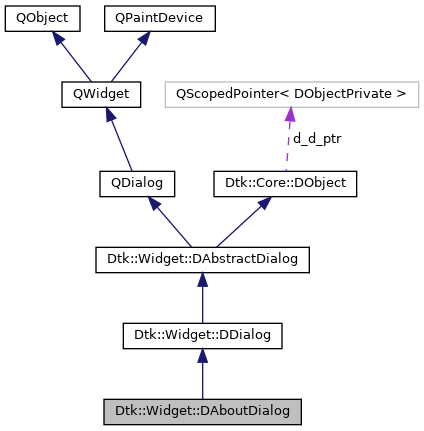 QObject
QPaintDevice
QWidget
QScopedPointer< DObjectPrivate >
d_d_ptr
QDialog
Dtk::Core::DObject
Dtk::Widget::DAbstractDialog
Dtk::Widget::DDialog
Dtk::Widget::DAboutDialog